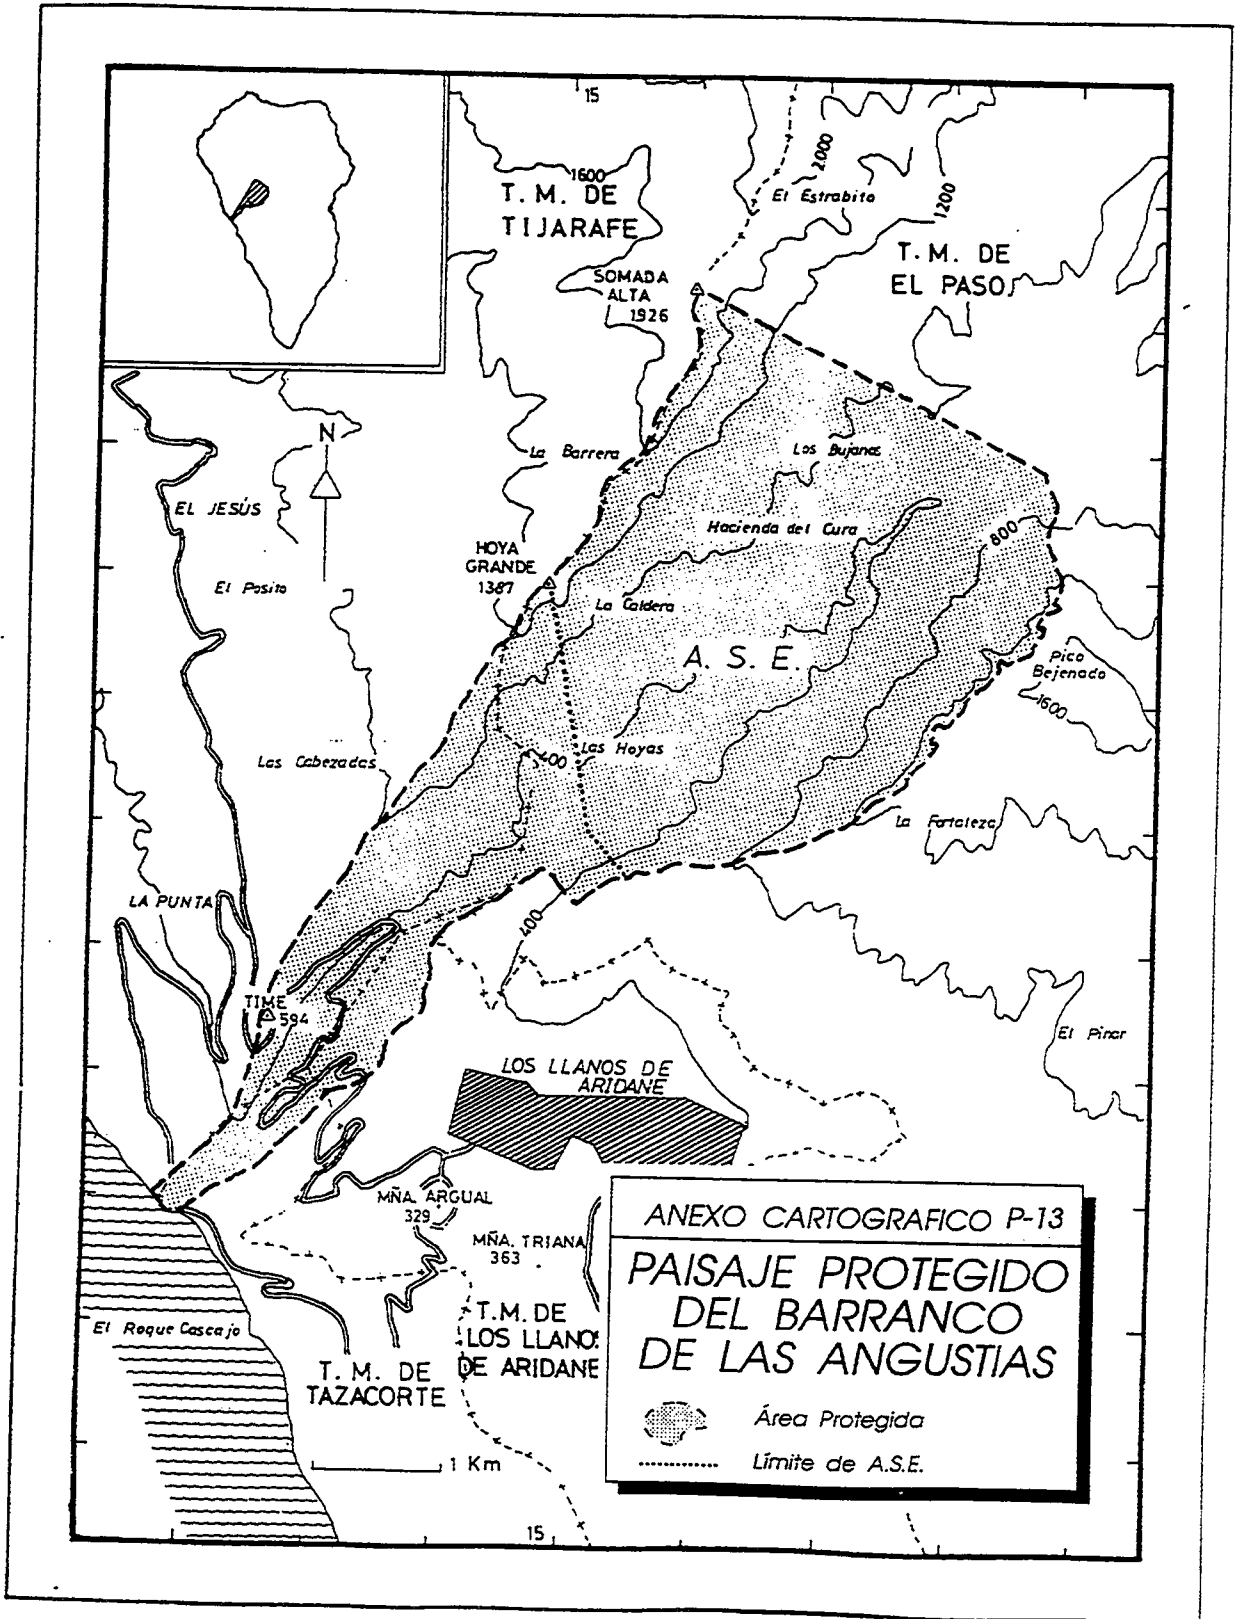 15
2000
1600
T. M. DE
TIJARAFE
El Estrabito
1200
T. M. DE
EL PASO
SOMADA
ALTA
1926
N
La Barrera
Los Bujanas
EL JESÚS
Hacienda del Cura
800
HOYA
GRANDE
1387
El Posito
La Caldera
A. S. E.
Pico
Bejenado
1600
Las Hoyas
400
Las Cabezadas
La Fortaleza
LA PUNTA
400
TIME
594
El Pinar
LOS LLANOS DE
ARIDANE
MÑA. ARGUAL
329
MÑA. TRIANA
363
El Roque Cascajo
T. M. DE
LOS LLANOS
DE ARIDANE
T. M. DE
TAZACORTE
1 Km
15
ANEXO CARTOGRAFICO P-13
PAISAJE PROTEGIDO
DEL BARRANCO
DE LAS ANGUSTIAS
Área Protegida
Límite de A.S.E.